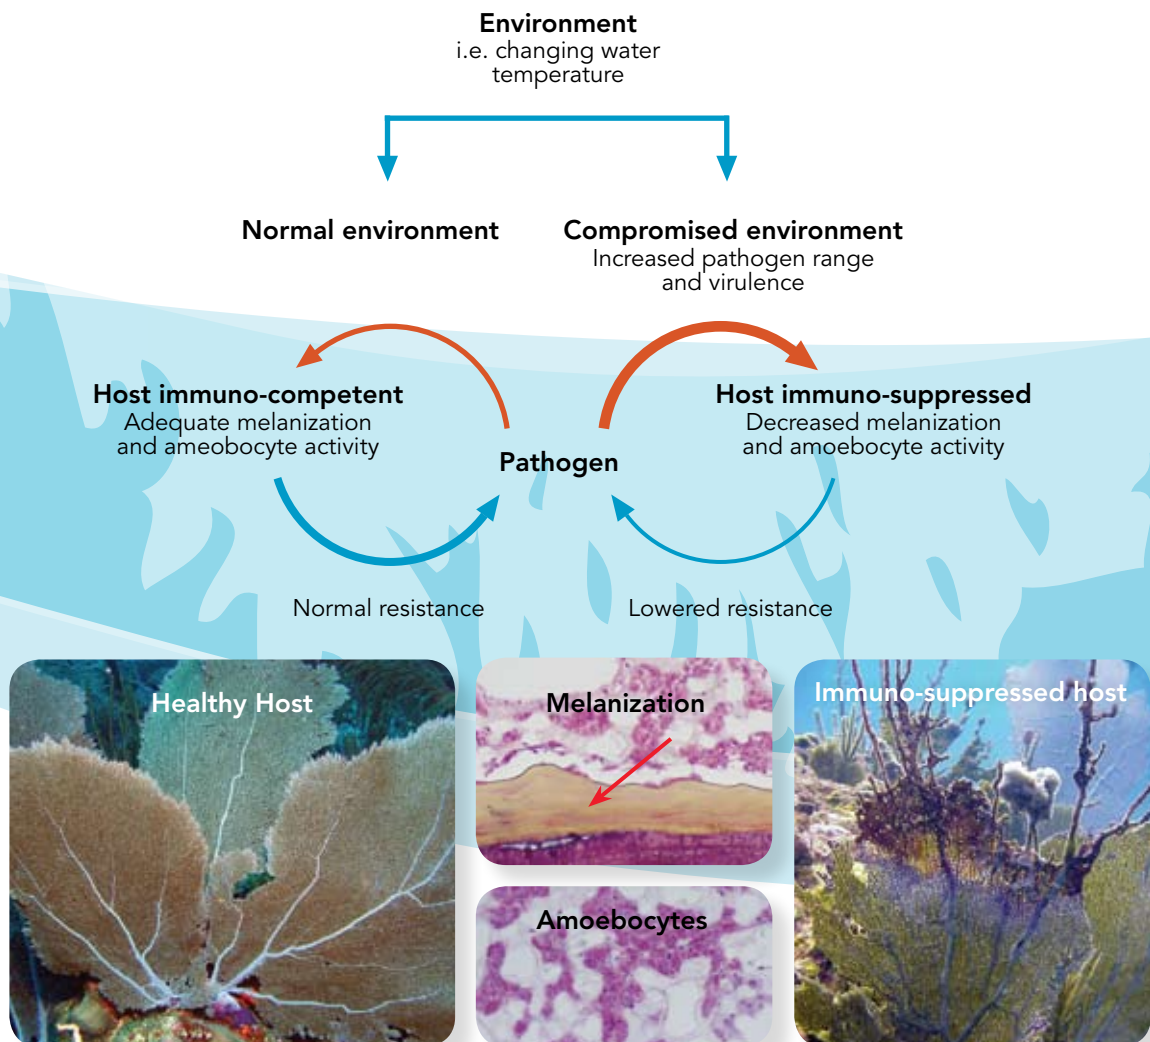 Environment
i.e. changing water
temperature
Normal environment
Compromised environment
Increased pathogen range
and virulence
Host immuno-competent
Adequate melanization
and ameobocyte activity
Host immuno-suppressed
Decreased melanization
and amoebocyte activity
Pathogen
Normal resistance
Lowered resistance
Healthy Host
Melanization
Immuno-suppressed host
Amoebocytes